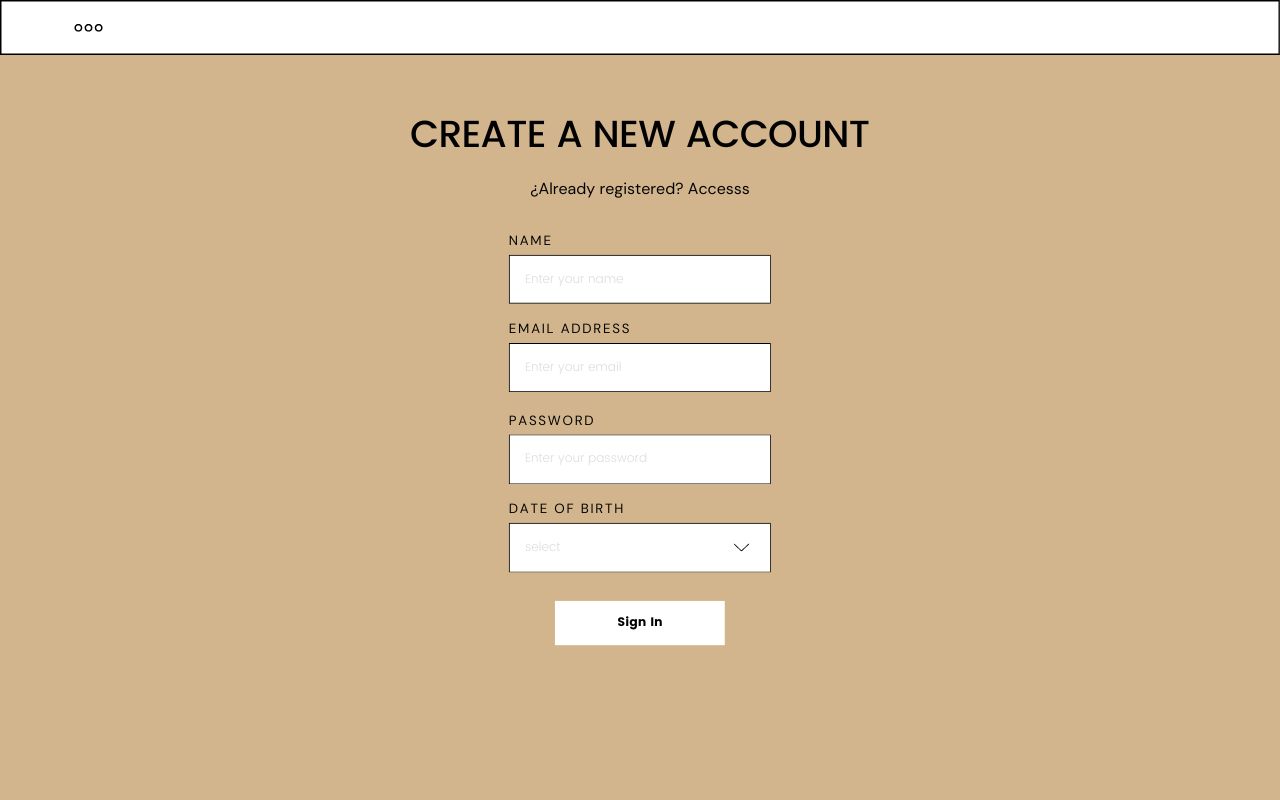 CREATE A NEW ACCOUNT
¿Already registered? Accesss
NAME
Enter your name
EMAIL ADDRESS
Enter your email
PASSWORD
Enter your password
DATE OF BIRTH
select
Sign In